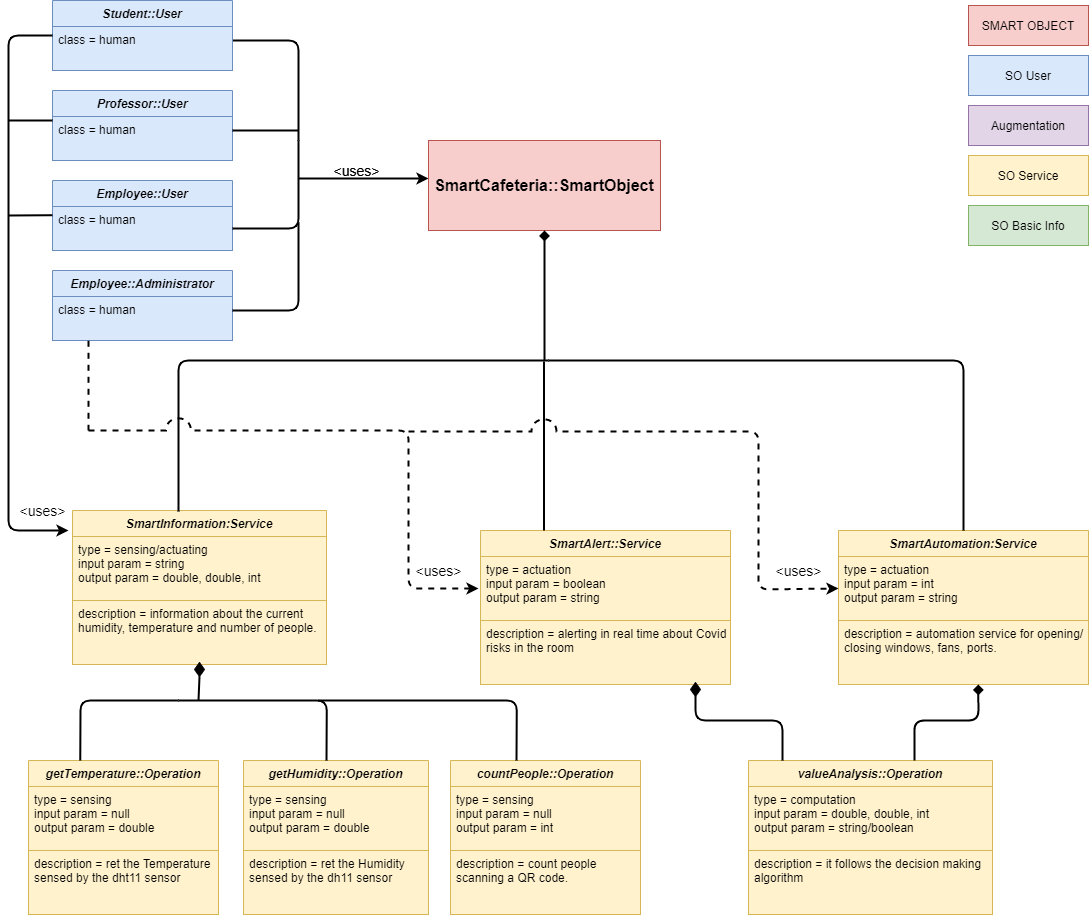 Student::User
class = human
Professor::User
class = human
Employee::User
class = human
Employee::Administrator
class = human
<uses>
SmartCafeteria::SmartObject
SMART OBJECT
SO User
Augmentation
SO Service
SO Basic Info
<uses>
SmartInformation:Service
type = sensing/actuating
input param = string
output param = double, double, int
description = information about the current
humidity, temperature and number of people.
<uses>
SmartAlert::Service
type = actuation
input param = boolean
output param = string
description = alerting in real time about Covid
risks in the room
<uses>
SmartAutomation:Service
type = actuation
input param = int
output param = string
description = automation service for opening/
closing windows, fans, ports.
getTemperature::Operation
type = sensing
input param = null
output param = double
description = ret the Temperature
sensed by the dht11 sensor
getHumidity::Operation
type = sensing
input param = null
output param = double
description = ret the Humidity
sensed by the dh11 sensor
countPeople::Operation
type = sensing
input param = null
output param = int
description = count people
scanning a QR code.
valueAnalysis::Operation
type = computation
input param = double, double, int
output param = string/boolean
description = it follows the decision making
algorithm